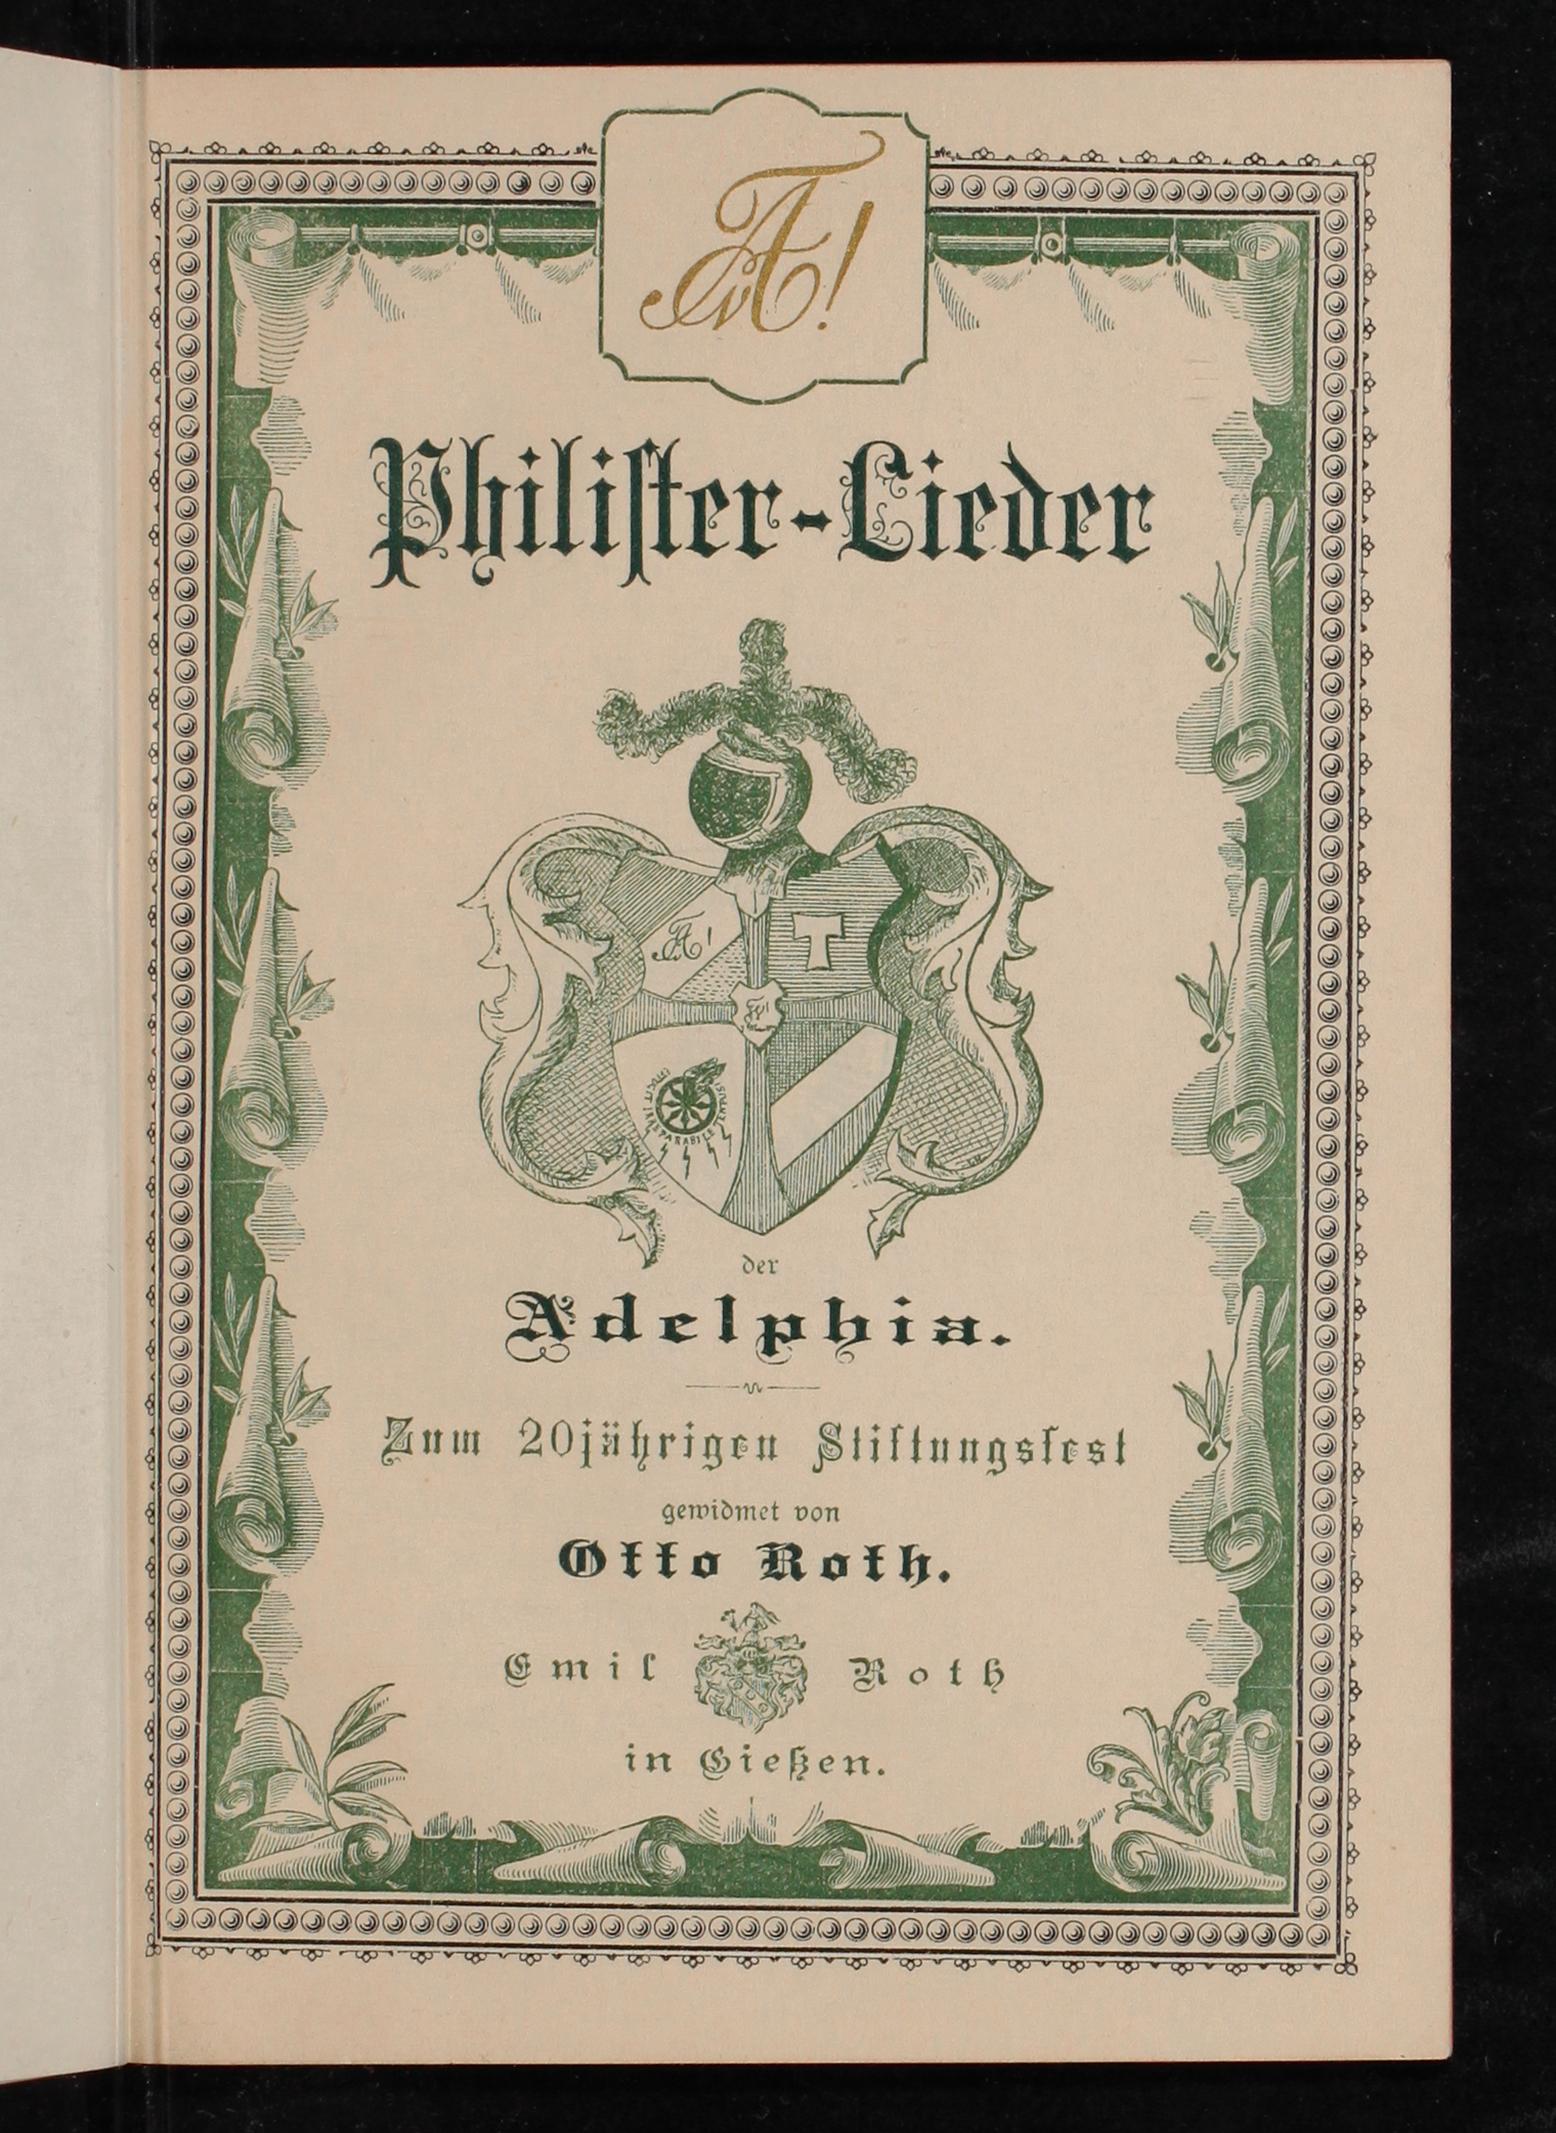 Philister-Lieder
der
Adelphia.
Zum 20jährigen Stiftungsfest
gewidmet von
Otto Roth.
Emil Roth
in Gießen.